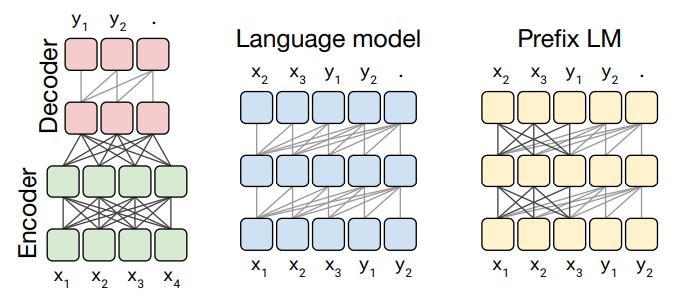 y1 y2 .
Decoder
Encoder
x1 x2 x3 x4
Language model
x2 x3 y1 y2 .
x1 x2 x3 y1 y2
Prefix LM
x2 x3 y1 y2 .
x1 x2 x3 y1 y2